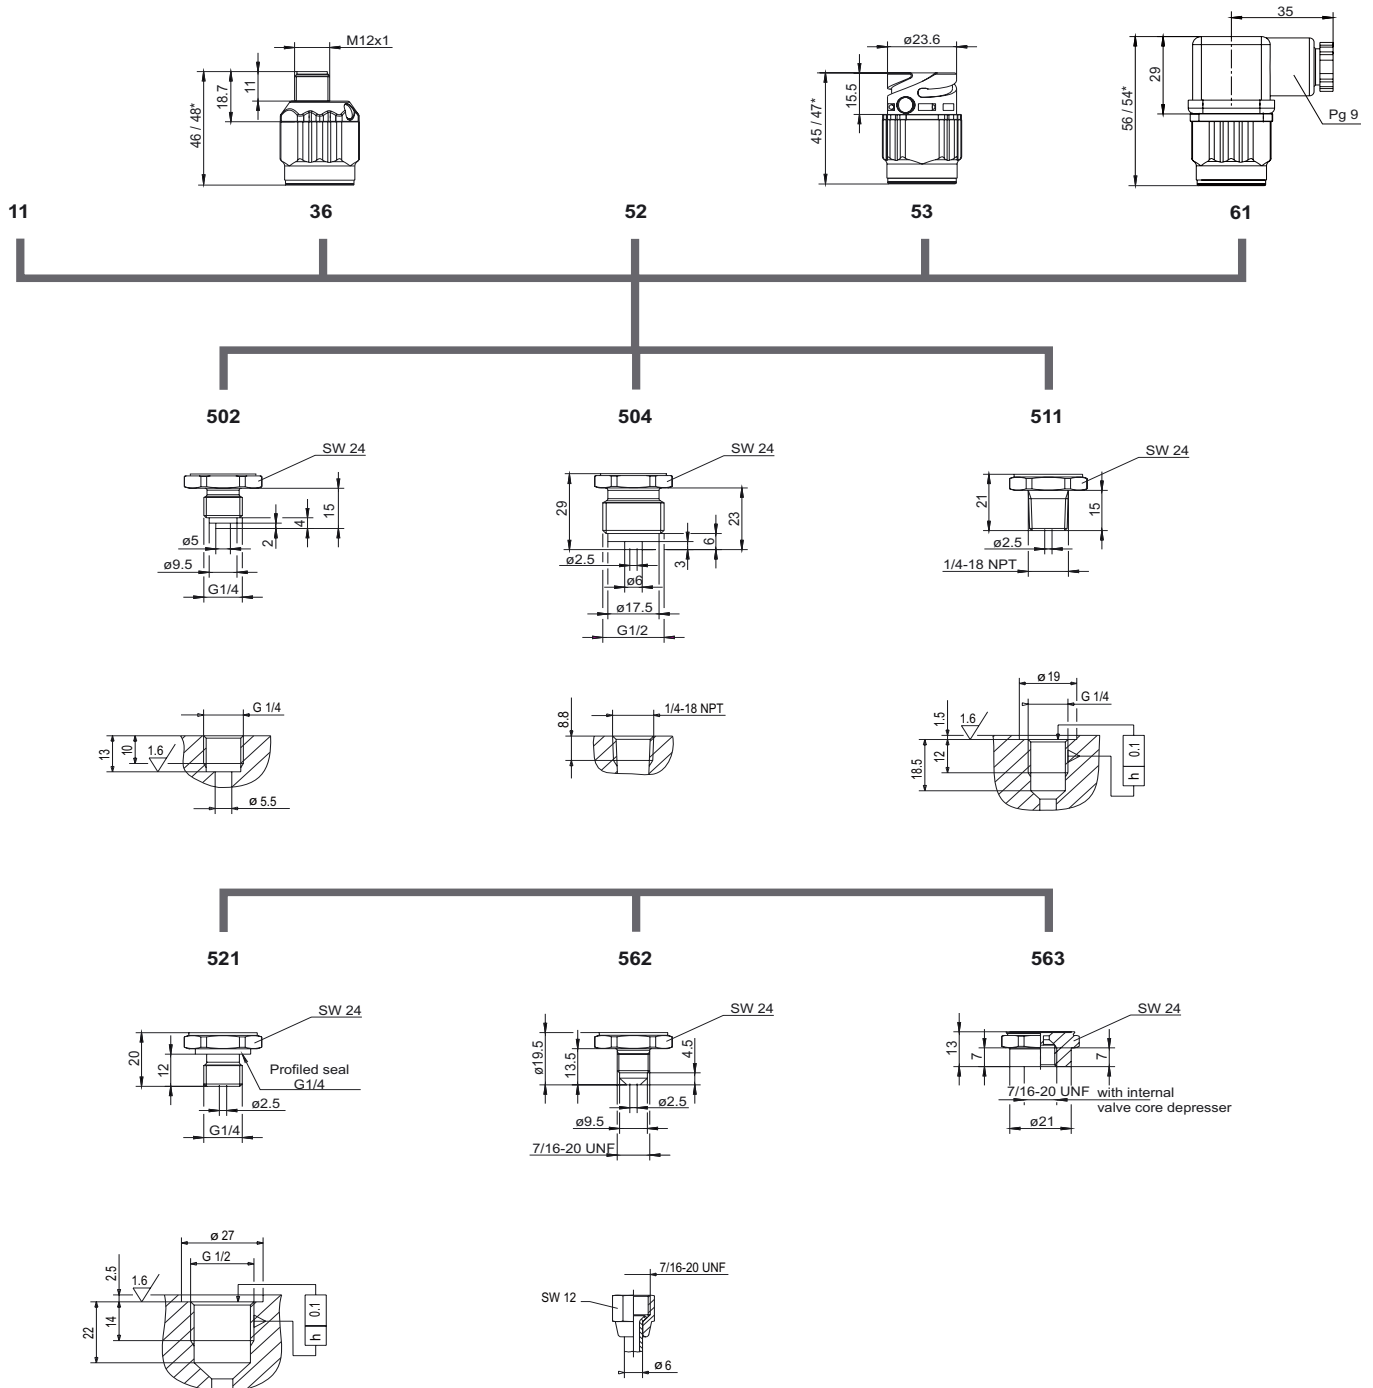 M12x1
46 / 48*
18.7
11
ø23.6
45 / 47*
15.5
35
56 / 54*
29
Pg 9
11
36
52
53
61
502
504
511
SW 24
15
4
2
ø5
ø9.5
G1/4
SW 24
29
23
6
3
ø2.5
ø6
ø17.5
G1/2
SW 24
21
15
ø2.5
1/4-18 NPT
G 1/4
13
10
1.6
ø 5.5
1/4-18 NPT
8.8
ø 19
G 1/4
1.5
1.6
18.5
12
0.1
h
521
562
563
SW 24
20
12
Profiled seal
G1/4
ø2.5
G1/4
SW 24
ø19.5
13.5
4.5
ø2.5
ø9.5
7/16-20 UNF
SW 24
13
7
7
7/16-20 UNF with internal
valve core depresser
ø21
ø 27
G 1/2
2.5
1.6
22
14
0.1
h
7/16-20 UNF
SW 12
ø 6